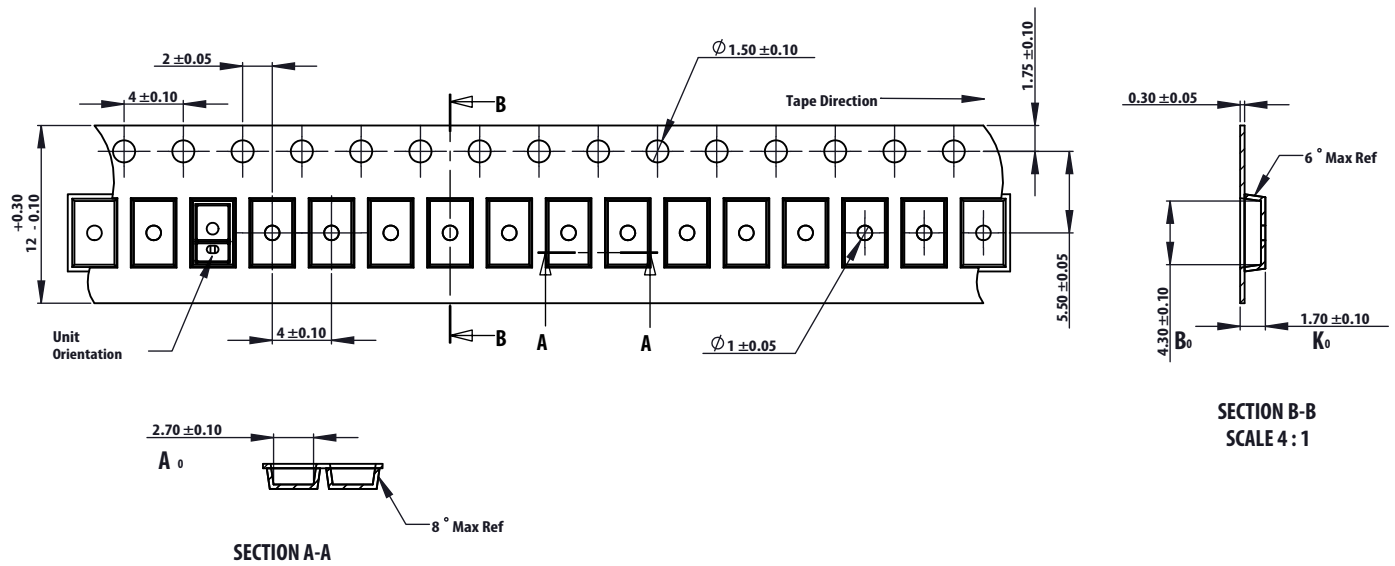 2 ±0.05
4 ±0.10
Ø 1.50 ±0.10
B
Tape Direction
1.75 ±0.10
0.30 ±0.05
6° Max Ref
+0.30
12 - 0.10
5.50 ±0.05
4.30 ±0.10
B0
1.70 ±0.10
K0
Unit
Orientation
4 ±0.10
B
A
A
Ø 1 ±0.05
SECTION B-B
SCALE 4 : 1
2.70 ±0.10
A 0
8° Max Ref
SECTION A-A